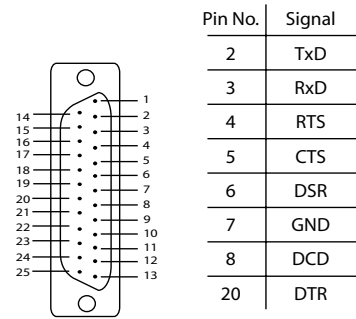 Pin No. Signal
2 TxD
3 RxD
4 RTS
5 CTS
6 DSR
7 GND
8 DCD
20 DTR
1
2
3
4
5
6
7
8
9
10
11
12
13
14
15
16
17
18
19
20
21
22
23
24
25